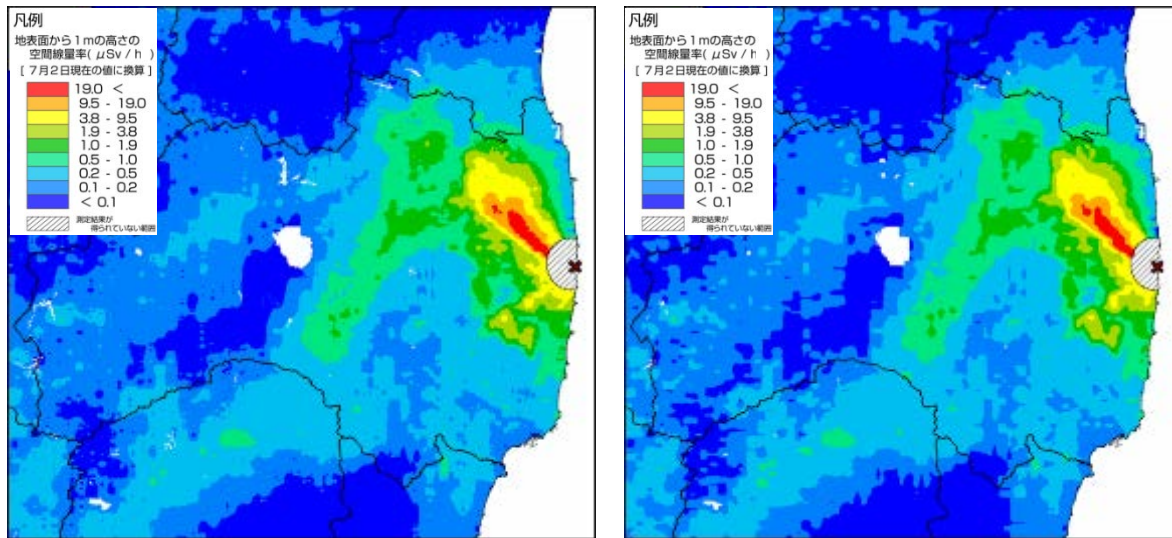 凡例
地表面から1mの高さの
空間線量率(μSv/h)
[7月2日現在の値に換算]
19.0 <
9.5 - 19.0
3.8 - 9.5
1.9 - 3.8
1.0 - 1.9
0.5 - 1.0
0.2 - 0.5
0.1 - 0.2
< 0.1
測定結果が
得られていない範囲
凡例
地表面から1mの高さの
空間線量率(μSv/h)
[7月2日現在の値に換算]
19.0 <
9.5 - 19.0
3.8 - 9.5
1.9 - 3.8
1.0 - 1.9
0.5 - 1.0
0.2 - 0.5
0.1 - 0.2
< 0.1
測定結果が
得られていない範囲